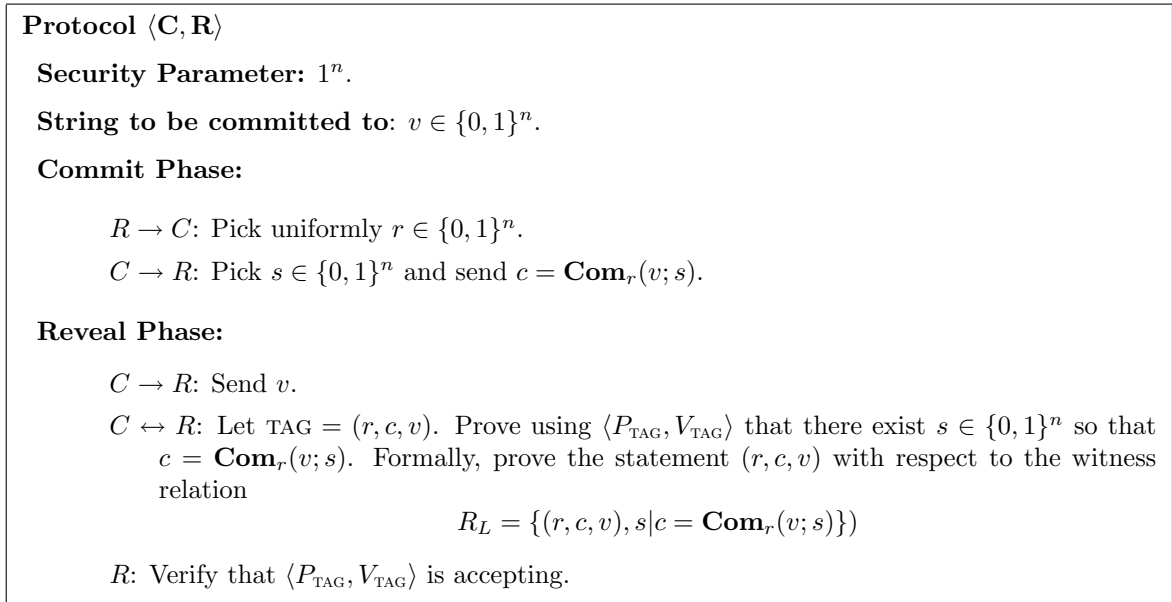 Protocol ⟨C, R⟩
Security Parameter: 1ⁿ.
String to be committed to: v ∈ {0, 1}ⁿ.
Commit Phase:
R → C: Pick uniformly r ∈ {0, 1}ⁿ.
C → R: Pick s ∈ {0, 1}ⁿ and send c = Com_r(v; s).
Reveal Phase:
C → R: Send v.
C ↔ R: Let TAG = (r, c, v). Prove using ⟨P_TAG, V_TAG⟩ that there exist s ∈ {0, 1}ⁿ so that
c = Com_r(v; s). Formally, prove the statement (r, c, v) with respect to the witness
relation
R_L = {(r, c, v), s|c = Com_r(v; s)})
R: Verify that ⟨P_TAG, V_TAG⟩ is accepting.